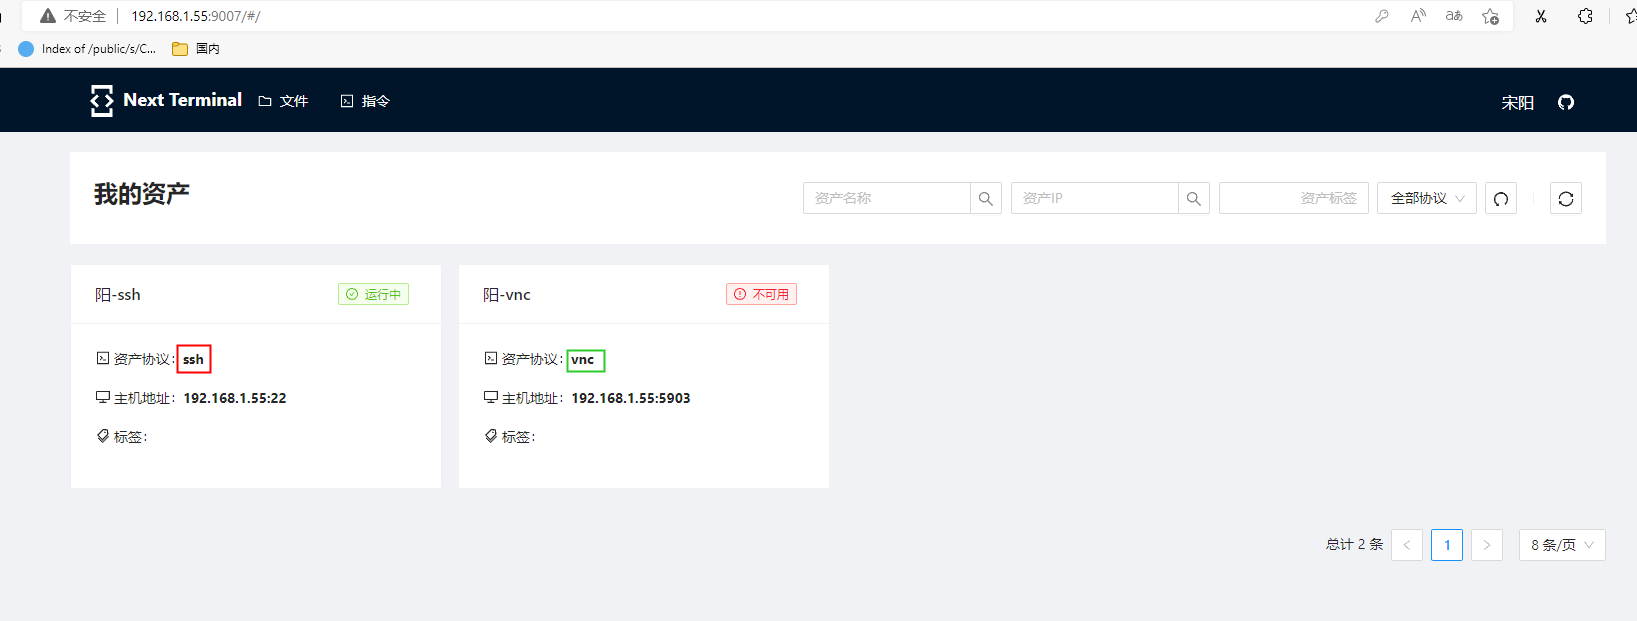 不安全 192.168.1.55:9007/#/
Index of /public/s/C... 国内
Next Terminal 文件 指令 宋阳
我的资产 资产名称 资产IP 资产标签 全部协议
阳-ssh 运行中
资产协议: ssh
主机地址: 192.168.1.55:22
标签:
阳-vnc 不可用
资产协议: vnc
主机地址: 192.168.1.55:5903
标签:
总计 2 条 < 1 > 8 条/页